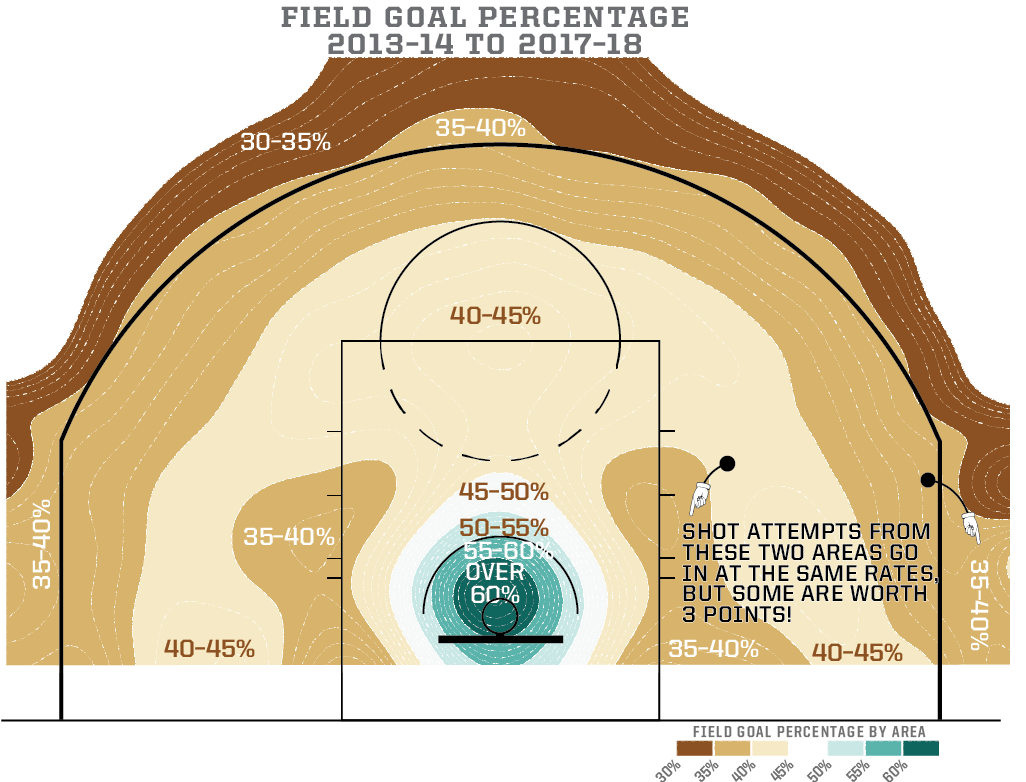 FIELD GOAL PERCENTAGE
2013-14 TO 2017-18
35-40%
30-35%
40-45%
45-50%
50-55%
55-60%
OVER
60%
35-40%
35-40%
SHOT ATTEMPTS FROM
THESE TWO AREAS GO
IN AT THE SAME RATES,
BUT SOME ARE WORTH
3 POINTS!
35-40%
40-45%
35-40%
40-45%
FIELD GOAL PERCENTAGE BY AREA
30%
35%
40%
45%
50%
55%
60%